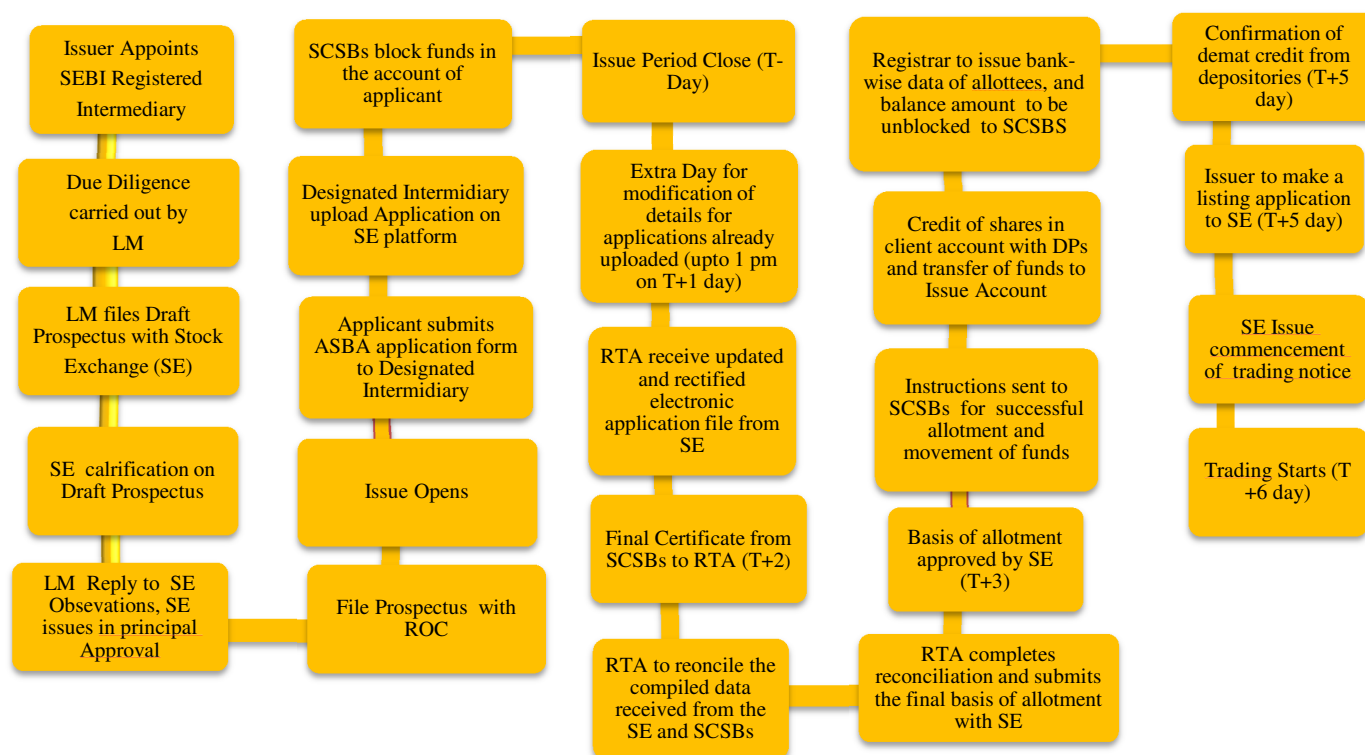 Issuer Appoints
SEBI Registered
Intermediary
Due Diligence
carried out by
LM
LM files Draft
Prospectus with Stock
Exchange (SE)
SE calrification on
Draft Prospectus
LM Reply to SE
Obsevations, SE
issues in principal
Approval
File Prospectus with
ROC
Issue Opens
Applicant submits
ASBA application form
to Designated
Intermidiary
Designated Intermidiary
upload Application on
SE platform
SCSBs block funds in
the account of
applicant
Issue Period Close (T-
Day)
Extra Day for
modification of
details for
applications already
uploaded (upto 1 pm
on T+1 day)
RTA receive updated
and rectified
electronic
application file from
SE
Final Certificate from
SCSBs to RTA (T+2)
RTA to reoncile the
compiled data
received from the
SE and SCSBs
RTA completes
reconciliation and submits
the final basis of allotment
with SE
Basis of allotment
approved by SE
(T+3)
Instructions sent to
SCSBs for successful
allotment and
movement of funds
Credit of shares in
client account with DPs
and transfer of funds to
Issue Account
Registrar to issue bank-
wise data of allottees, and
balance amount to be
unblocked to SCSBS
Confirmation of
demat credit from
depositories (T+5
day)
Issuer to make a
listing application
to SE (T+5 day)
SE Issue
commencement
of trading notice
Trading Starts (T
+6 day)